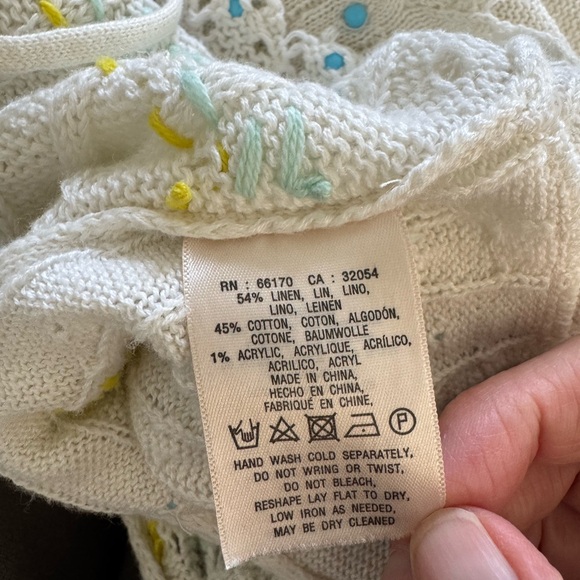 RN : 66170 CA : 32054
54% LINEN, LIN, LINO,
LINO, LEINEN
45% COTTON, COTON, ALGODÓN,
COTONE, BAUMWOLLE
1% ACRYLIC, ACRYLIQUE, ACRÍLICO,
ACRILICO, ACRYL
MADE IN CHINA,
HECHO EN CHINA,
FABRIQUÉ EN CHINE,
P
HAND WASH COLD SEPARATELY,
DO NOT WRING OR TWIST,
DO NOT BLEACH,
RESHAPE LAY FLAT TO DRY,
LOW IRON AS NEEDED,
MAY BE DRY CLEANED